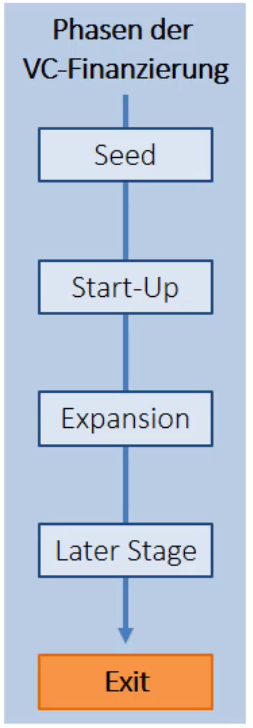 Phasen der
VC-Finanzierung
Seed
Start-Up
Expansion
Later Stage
Exit